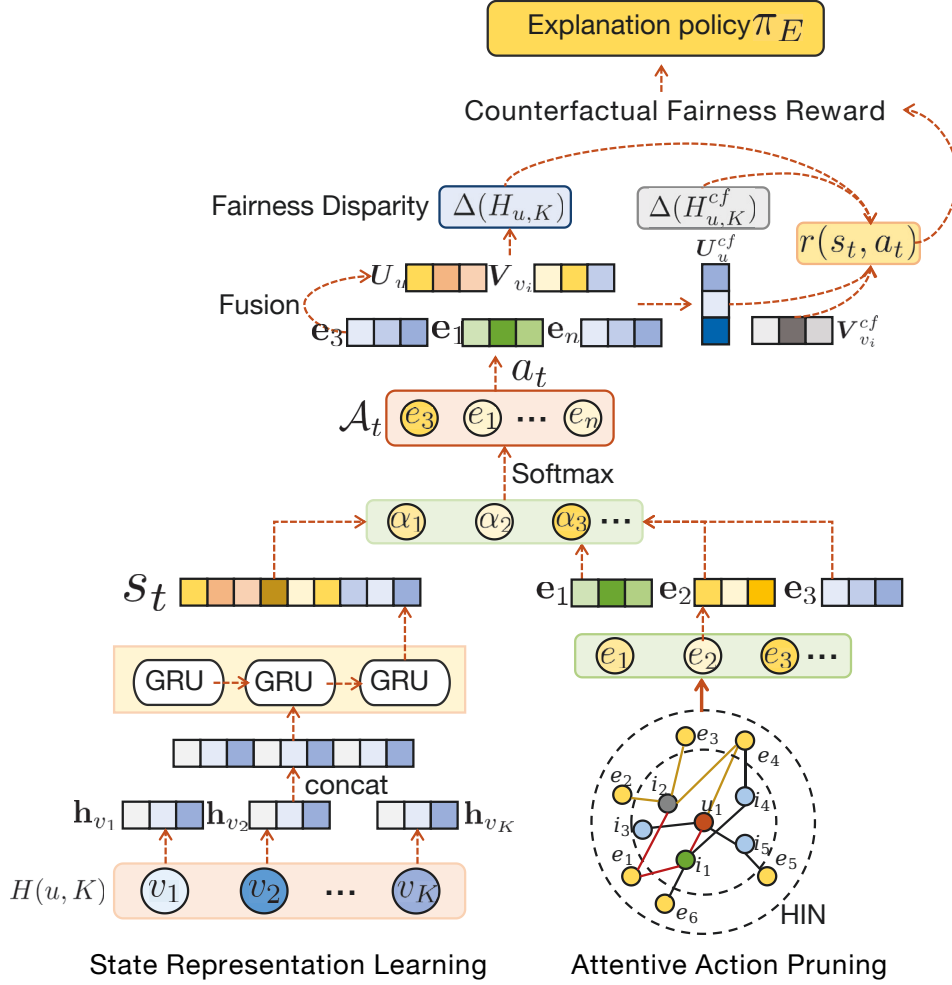 Explanation policy π_E
Counterfactual Fairness Reward
Fairness Disparity
Δ(H_{u,K})
Δ(H^{cf}_{u,K})
r(s_t, a_t)
U_u
V_{v_i}
U_u^{cf}
Fusion
e_3
e_1
e_n
V_{v_i}^{cf}
a_t
A_t
e_3 e_1 ... e_n
Softmax
α_1 α_2 α_3 ...
s_t
e_1
e_2
e_3
GRU GRU GRU
e_1 e_2 e_3 ...
concat
h_{v_1}
h_{v_2}
h_{v_K}
H(u, K)
v_1 v_2 ... v_K
e_3
e_4
e_2
i_2
i_4
u_1
i_3
i_5
e_1
i_1
e_5
e_6
HIN
State Representation Learning
Attentive Action Pruning